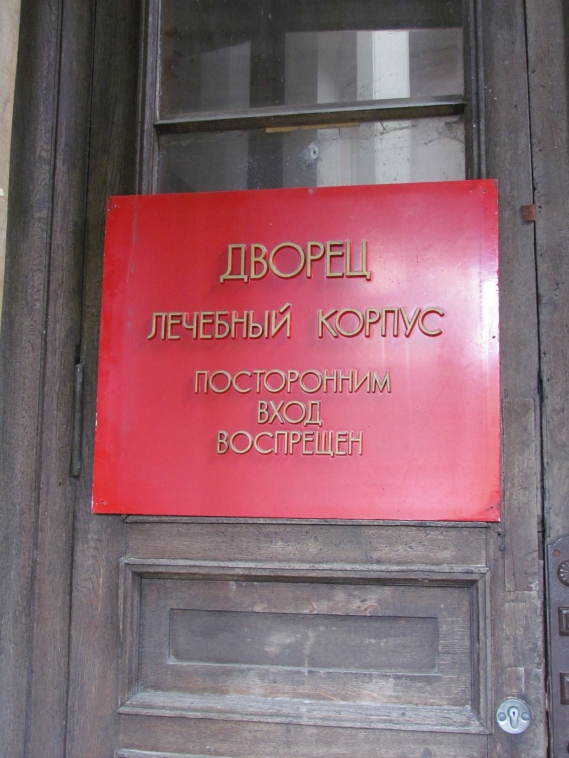 ДВОРЕЦ
ЛЕЧЕБНЫЙ КОРПУС
ПОСТОРОННИМ
ВХОД
ВОСПРЕЩЕН